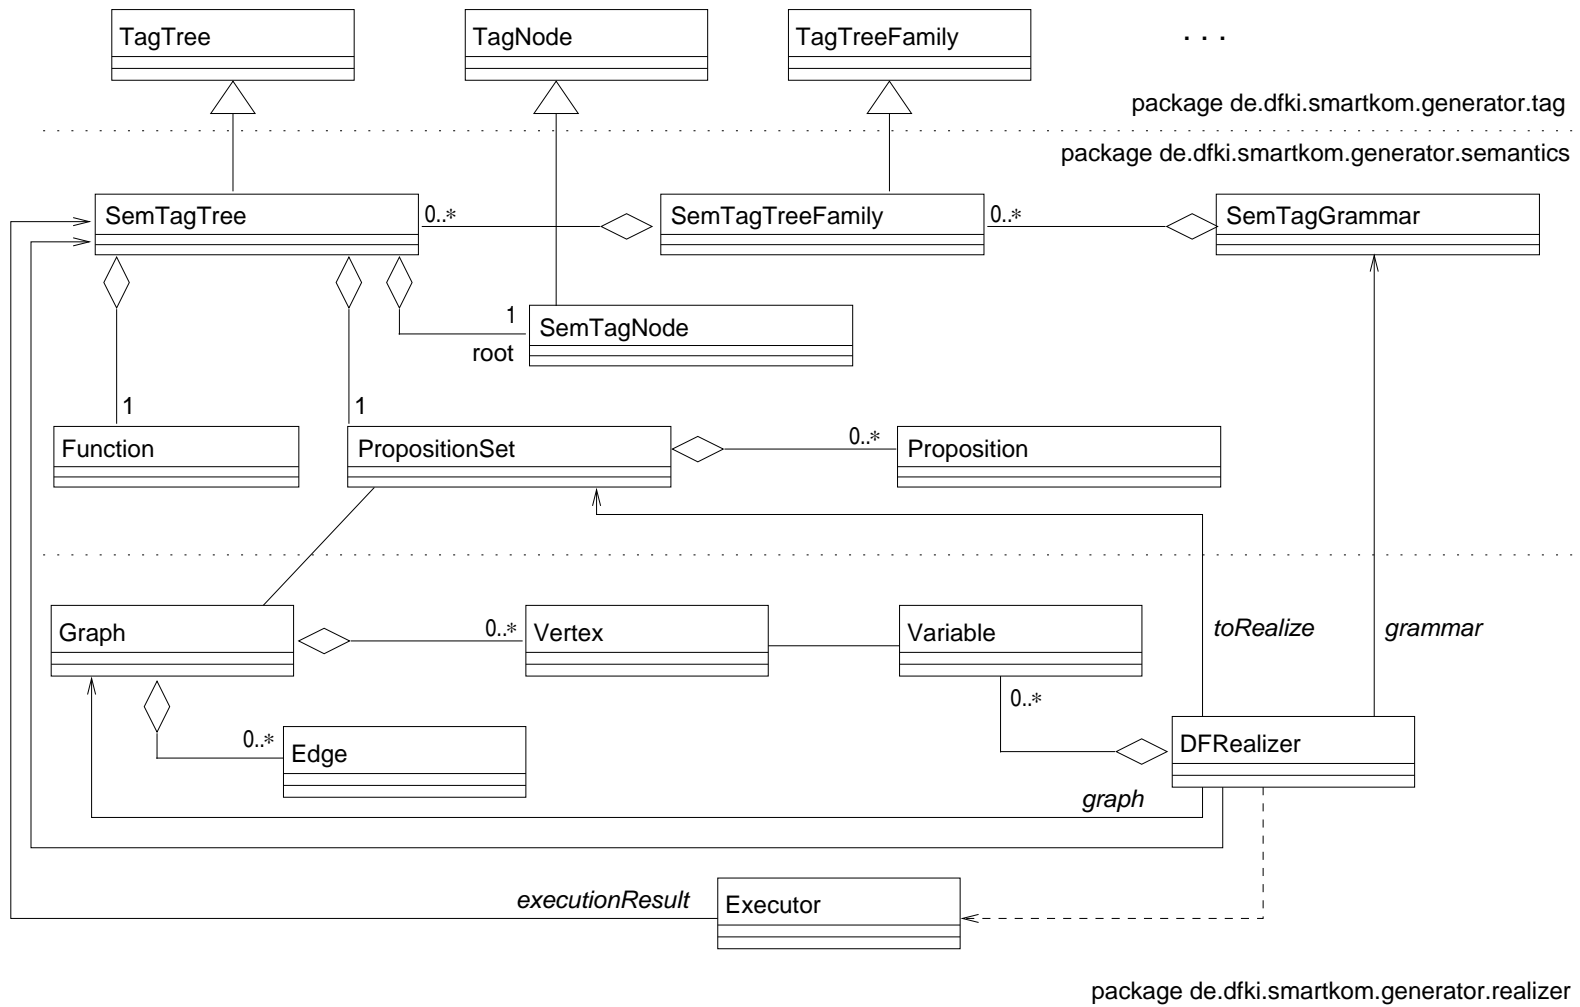 TagTree
TagNode
TagTreeFamily
. . .
package de.dfki.smartkom.generator.tag
package de.dfki.smartkom.generator.semantics
SemTagTree
0..*
SemTagTreeFamily
0..*
SemTagGrammar
1
SemTagNode
root
1
1
Function
PropositionSet
0..*
Proposition
Graph
0..*
Vertex
Variable
toRealize
grammar
0..*
0..*
Edge
DFRealizer
graph
executionResult
Executor
package de.dfki.smartkom.generator.realizer